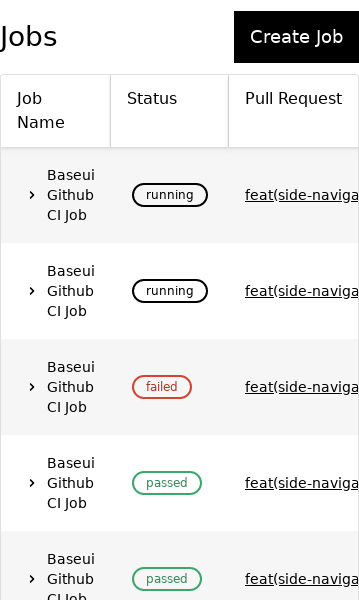 Jobs
Create Job
Job Name
Status
Pull Request
Baseui
Github
CI Job
running
feat(side-naviga
Baseui
Github
CI Job
running
feat(side-naviga
Baseui
Github
CI Job
failed
feat(side-naviga
Baseui
Github
CI Job
passed
feat(side-naviga
Baseui
Github
CI Job
passed
feat(side-naviga